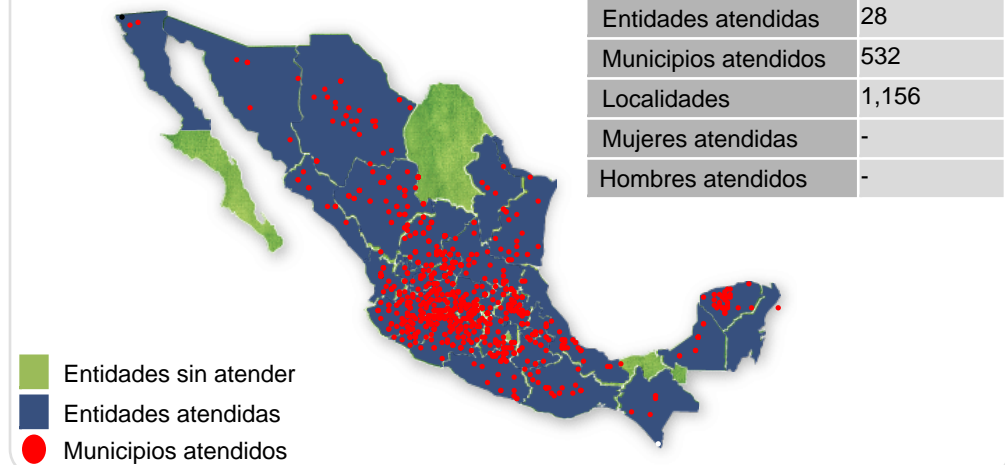 Entidades atendidas 28
Municipios atendidos 532
Localidades 1,156
Mujeres atendidas -
Hombres atendidos -
Entidades sin atender
Entidades atendidas
Municipios atendidos